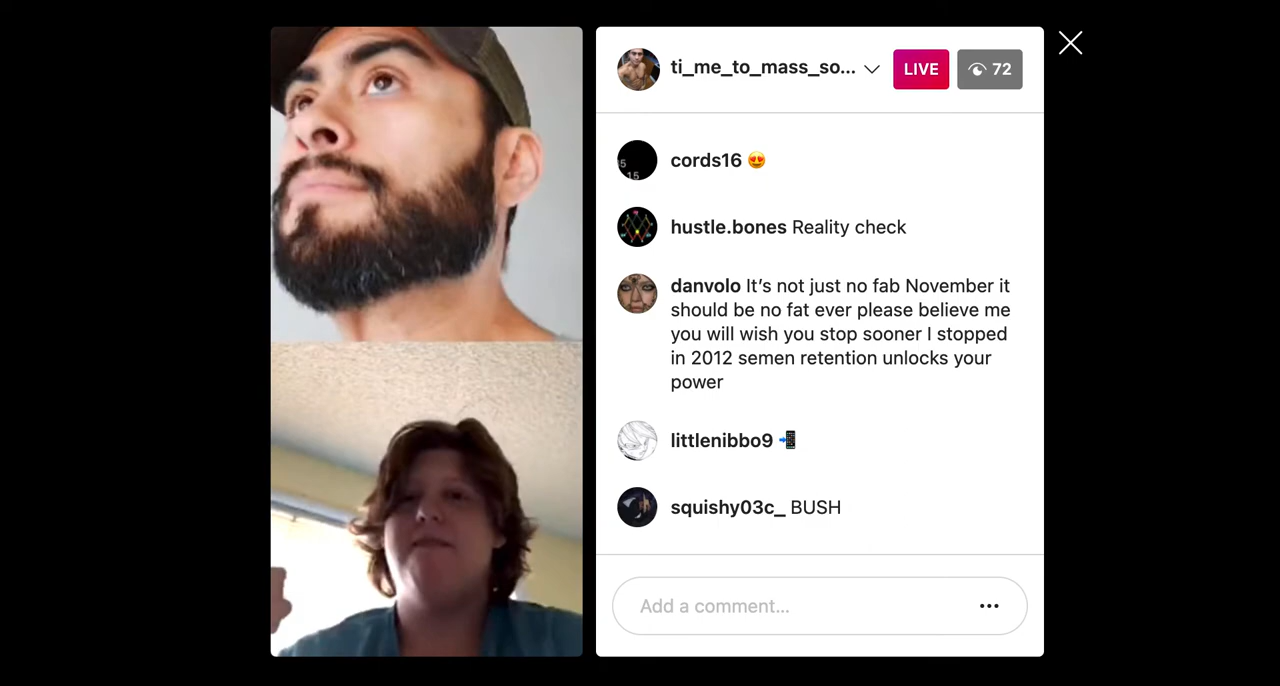 ti_me_to_mass_so...
LIVE
72
cords16 😍
hustle.bones Reality check
danvolo It’s not just no fab November it
should be no fat ever please believe me
you will wish you stop sooner I stopped
in 2012 semen retention unlocks your
power
littlenibbo9 📲
squishy03c_ BUSH
Add a comment...